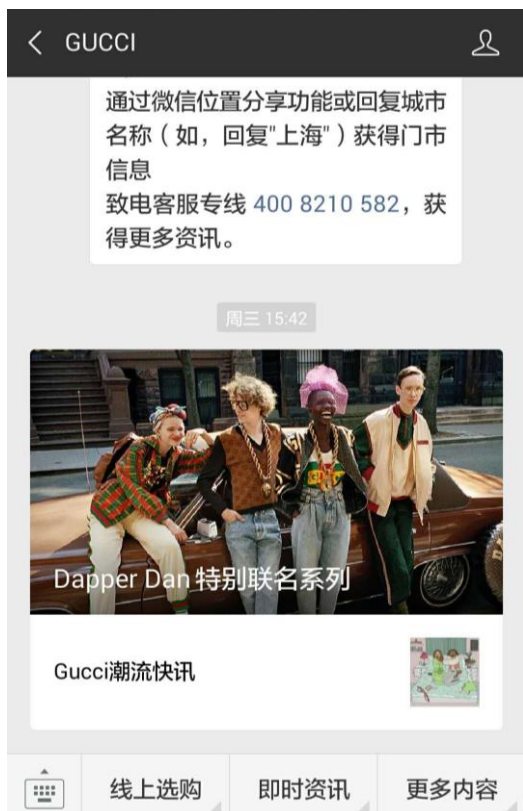 GUCCI
通过微信位置分享功能或回复城市
名称（如，回复"上海"）获得门市
信息
致电客服专线 400 8210 582，获
得更多资讯。
周三 15:42
Dapper Dan 特别联名系列
Gucci潮流快讯
线上选购
即时资讯
更多内容